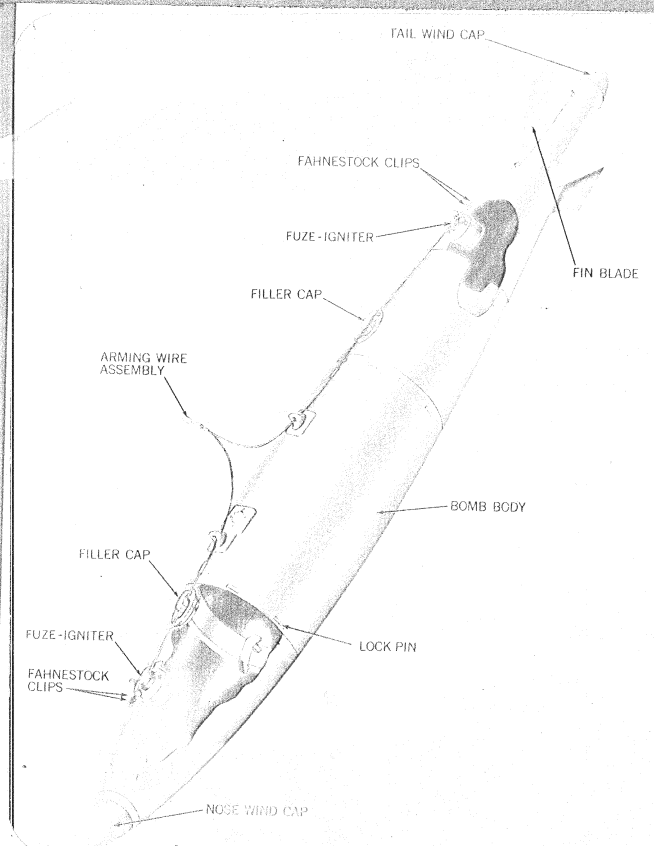 TAIL WIND CAP
FAHNESTOCK CLIPS
FUZE-IGNITER
FIN BLADE
FILLER CAP
ARMING WIRE
ASSEMBLY
BOMB BODY
FILLER CAP
FUZE-IGNITER
LOCK PIN
FAHNESTOCK
CLIPS
NOSE WIND CAP